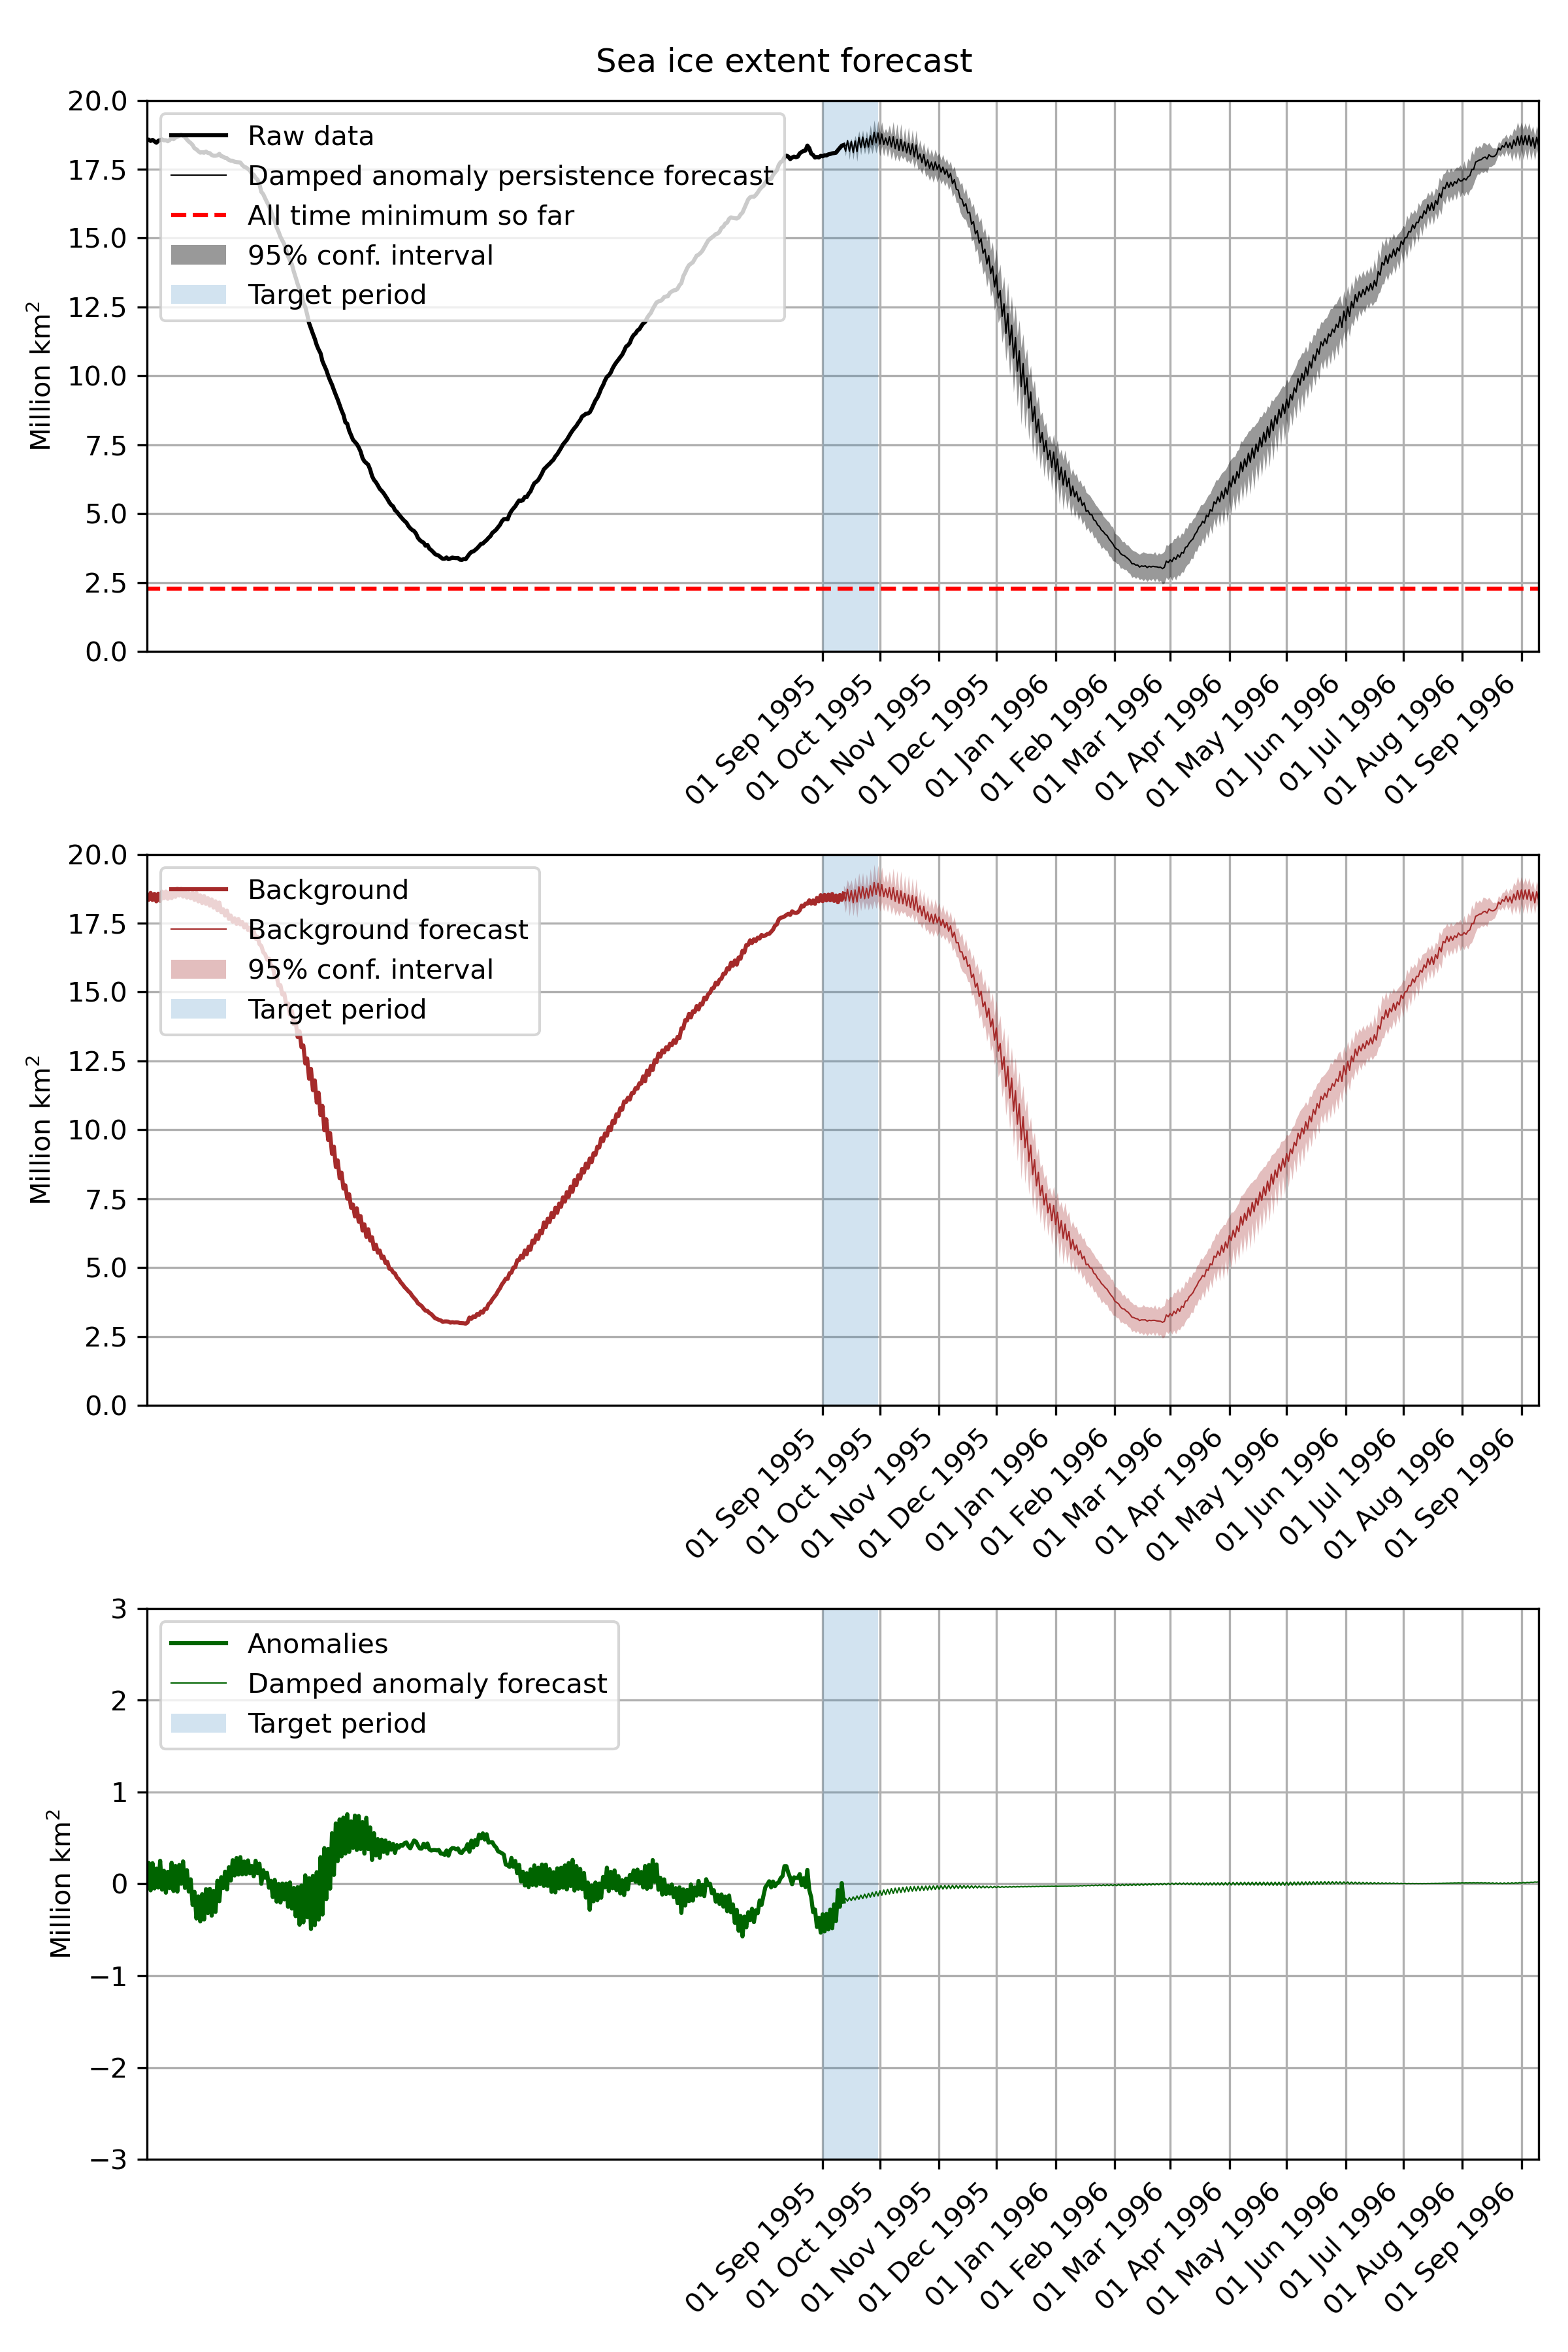 Sea ice extent forecast
20.0
17.5
15.0
12.5
10.0
7.5
5.0
2.5
0.0
Million km²
Raw data
Damped anomaly persistence forecast
All time minimum so far
95% conf. interval
Target period
01 Sep 1995
01 Oct 1995
01 Nov 1995
01 Dec 1995
01 Jan 1996
01 Feb 1996
01 Mar 1996
01 Apr 1996
01 May 1996
01 Jun 1996
01 Jul 1996
01 Aug 1996
01 Sep 1996
20.0
17.5
15.0
12.5
10.0
7.5
5.0
2.5
0.0
Million km²
Background
Background forecast
95% conf. interval
Target period
01 Sep 1995
01 Oct 1995
01 Nov 1995
01 Dec 1995
01 Jan 1996
01 Feb 1996
01 Mar 1996
01 Apr 1996
01 May 1996
01 Jun 1996
01 Jul 1996
01 Aug 1996
01 Sep 1996
3
2
1
0
−1
−2
−3
Million km²
Anomalies
Damped anomaly forecast
Target period
01 Sep 1995
01 Oct 1995
01 Nov 1995
01 Dec 1995
01 Jan 1996
01 Feb 1996
01 Mar 1996
01 Apr 1996
01 May 1996
01 Jun 1996
01 Jul 1996
01 Aug 1996
01 Sep 1996